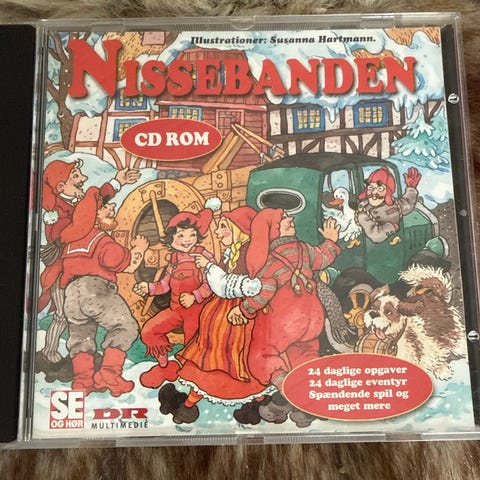 Illustrationer: Susanna Hartmann.
NISSEBANDEN
CD ROM
24 daglige opgaver
24 daglige eventyr
Spændende spil og
meget mere
SE
OG HØR
DR
MULTIMEDIE